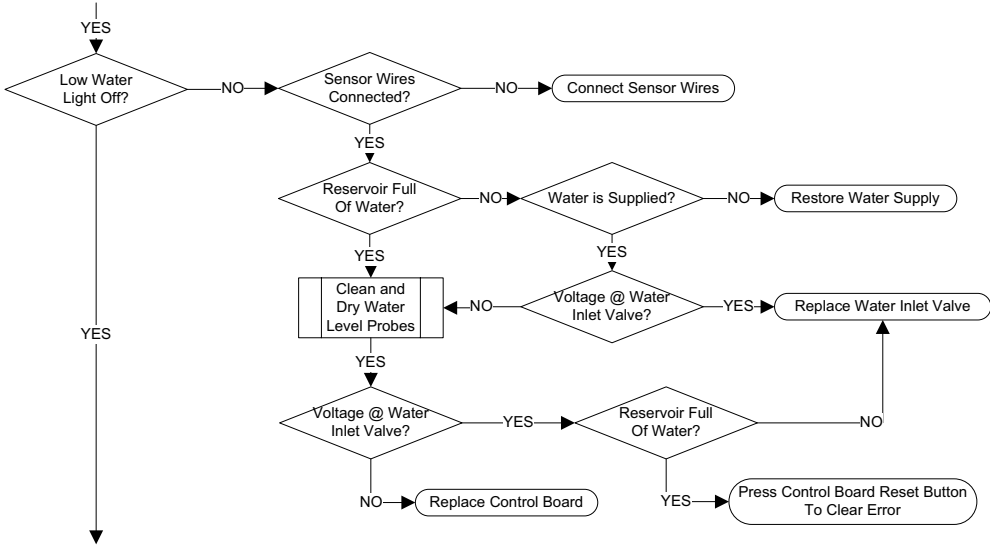 YES
Low Water
Light Off?
NO
Sensor Wires
Connected?
NO
Connect Sensor Wires
YES
Reservoir Full
Of Water?
NO
Water is Supplied?
NO
Restore Water Supply
YES
YES
Clean and
Dry Water
Level Probes
NO
Voltage @ Water
Inlet Valve?
YES
Replace Water Inlet Valve
YES
YES
Voltage @ Water
Inlet Valve?
YES
Reservoir Full
Of Water?
NO
NO
Replace Control Board
YES
Press Control Board Reset Button
To Clear Error